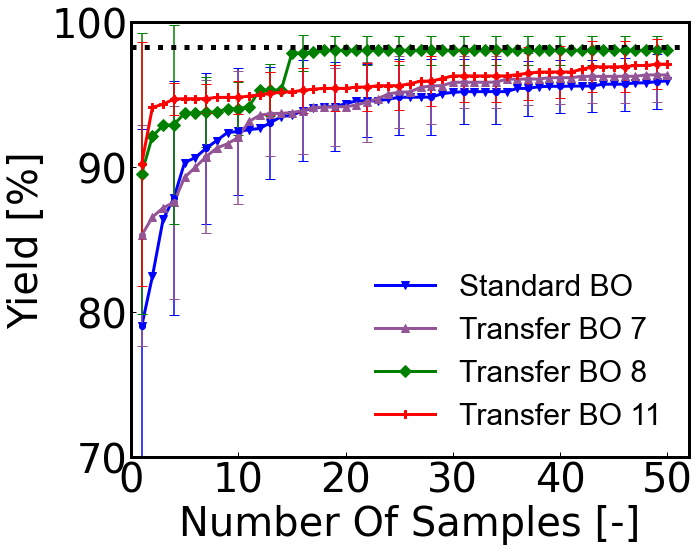 100
90
80
70
Yield [%]
Standard BO
Transfer BO 7
Transfer BO 8
Transfer BO 11
0 10 20 30 40 50
Number Of Samples [-]